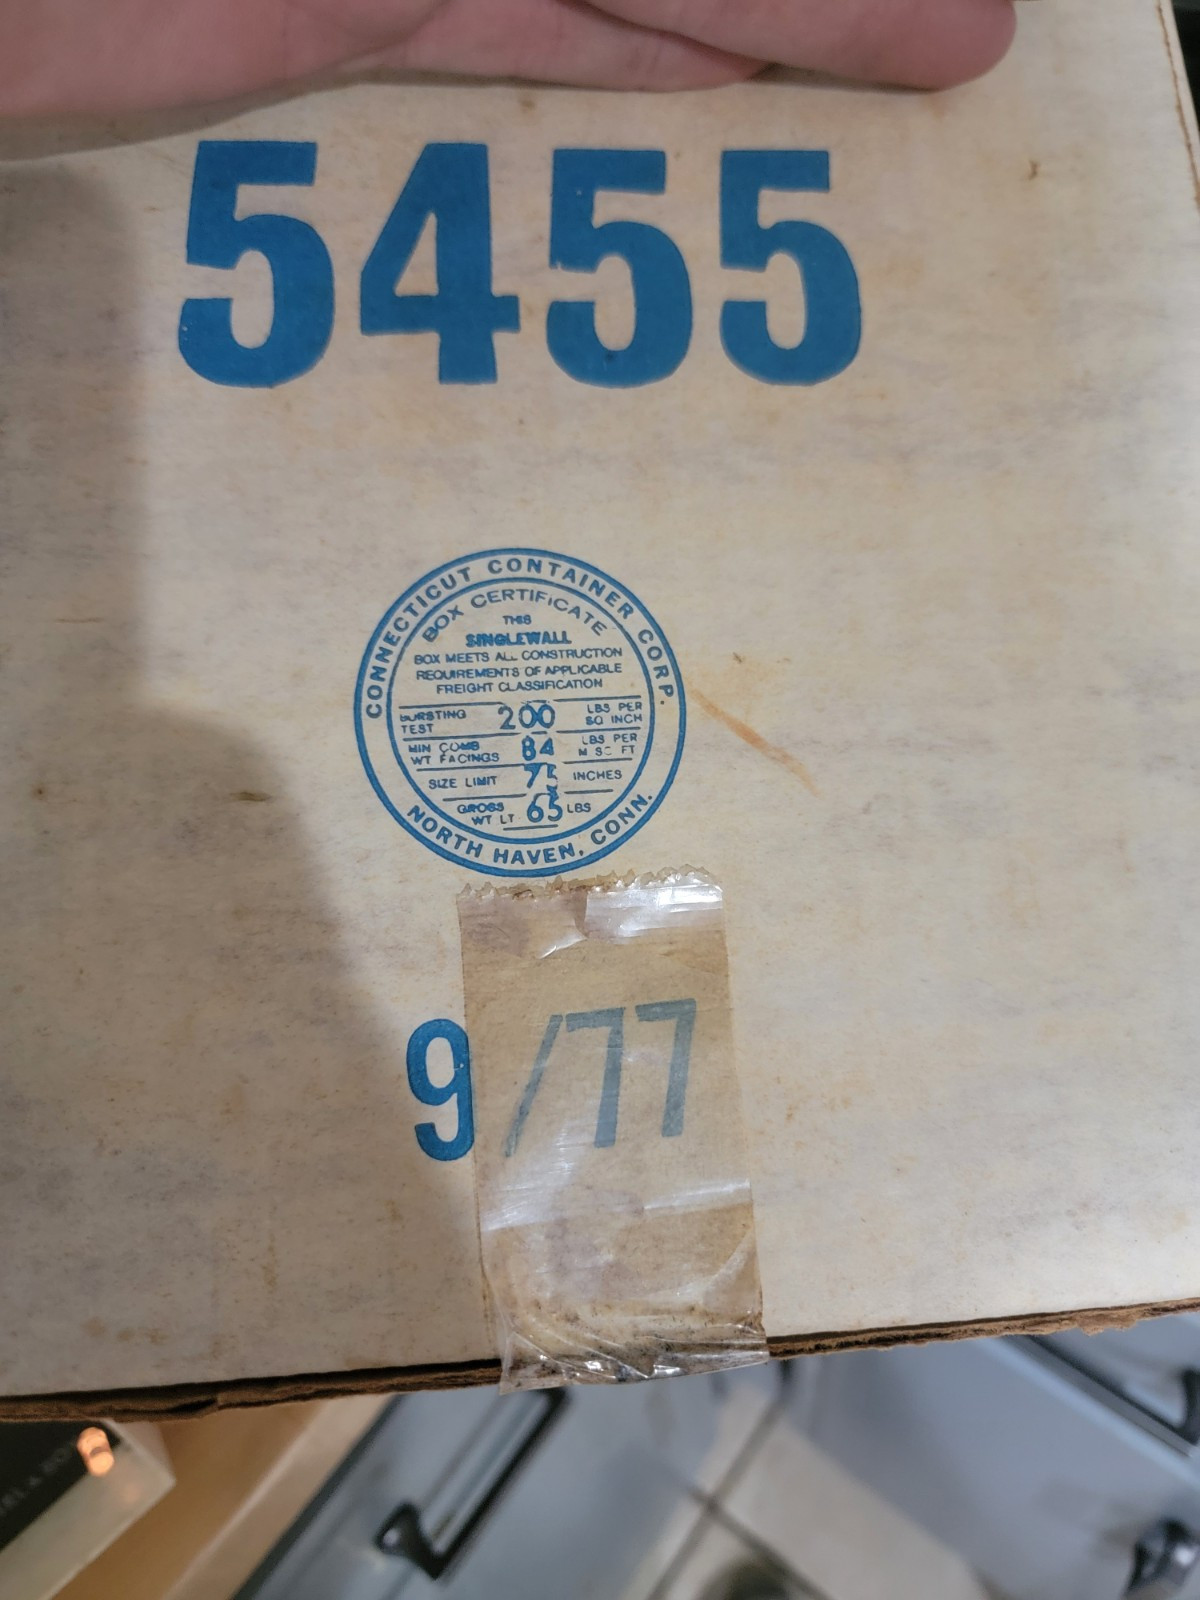 5455
CONNECTICUT CONTAINER CORP.
BOX CERTIFICATE
THIS
SINGLEWALL
BOX MEETS ALL CONSTRUCTION
REQUIREMENTS OF APPLICABLE
FREIGHT CLASSIFICATION
BURSTING TEST 200 LBS PER SQ INCH
MIN COMB WT FACINGS 84 LBS PER M SQ FT
SIZE LIMIT 75 INCHES
GROSS WT LT 65 LBS
NORTH HAVEN, CONN.
9/77